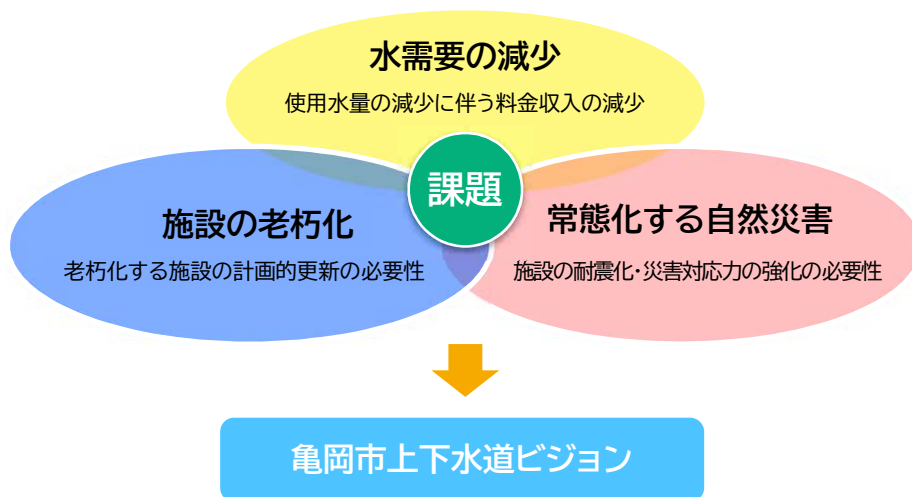 水需要の減少
使用水量の減少に伴う料金収入の減少
課題
施設の老朽化
老朽化する施設の計画的更新の必要性
常態化する自然災害
施設の耐震化・災害対応力の強化の必要性
亀岡市上下水道ビジョン